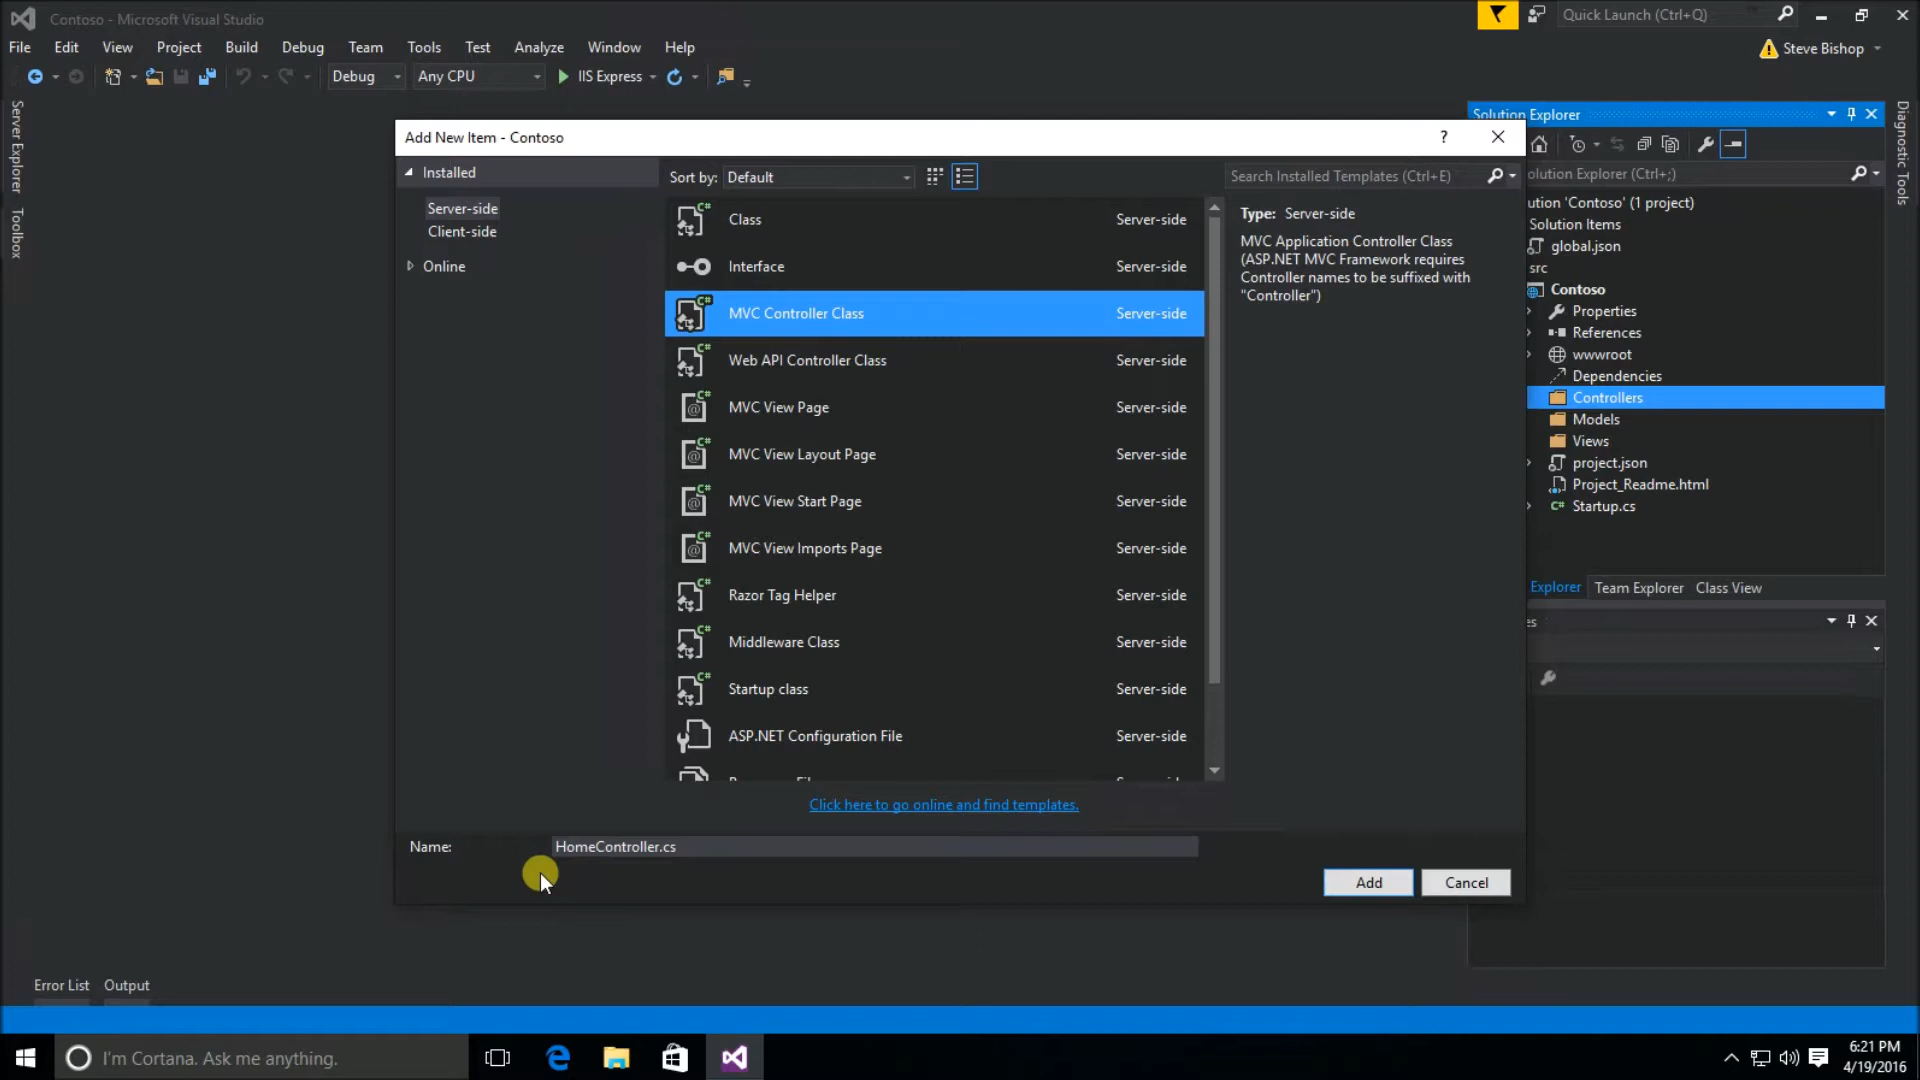 Contoso - Microsoft Visual Studio
Quick Launch (Ctrl+Q)
File Edit View Project Build Debug Team Tools Test Analyze Window Help
Steve Bishop
Debug Any CPU IIS Express
Server Explorer
Toolbox
Add New Item - Contoso
?
Installed
Server-side
Client-side
Online
Sort by: Default
Search Installed Templates (Ctrl+E)
Class Server-side
Interface Server-side
MVC Controller Class Server-side
Web API Controller Class Server-side
MVC View Page Server-side
MVC View Layout Page Server-side
MVC View Start Page Server-side
MVC View Imports Page Server-side
Razor Tag Helper Server-side
Middleware Class Server-side
Startup class Server-side
ASP.NET Configuration File Server-side
Click here to go online and find templates.
Type: Server-side
MVC Application Controller Class
(ASP.NET MVC Framework requires
Controller names to be suffixed with
"Controller")
Name: HomeController.cs
Add Cancel
Solution Explorer
olution Explorer (Ctrl+;)
ution 'Contoso' (1 project)
Solution Items
global.json
src
Contoso
Properties
References
wwwroot
Dependencies
Controllers
Models
Views
project.json
Project_Readme.html
C# Startup.cs
Explorer Team Explorer Class View
es
Diagnostic Tools
Error List Output
I'm Cortana. Ask me anything.
6:21 PM
4/19/2016